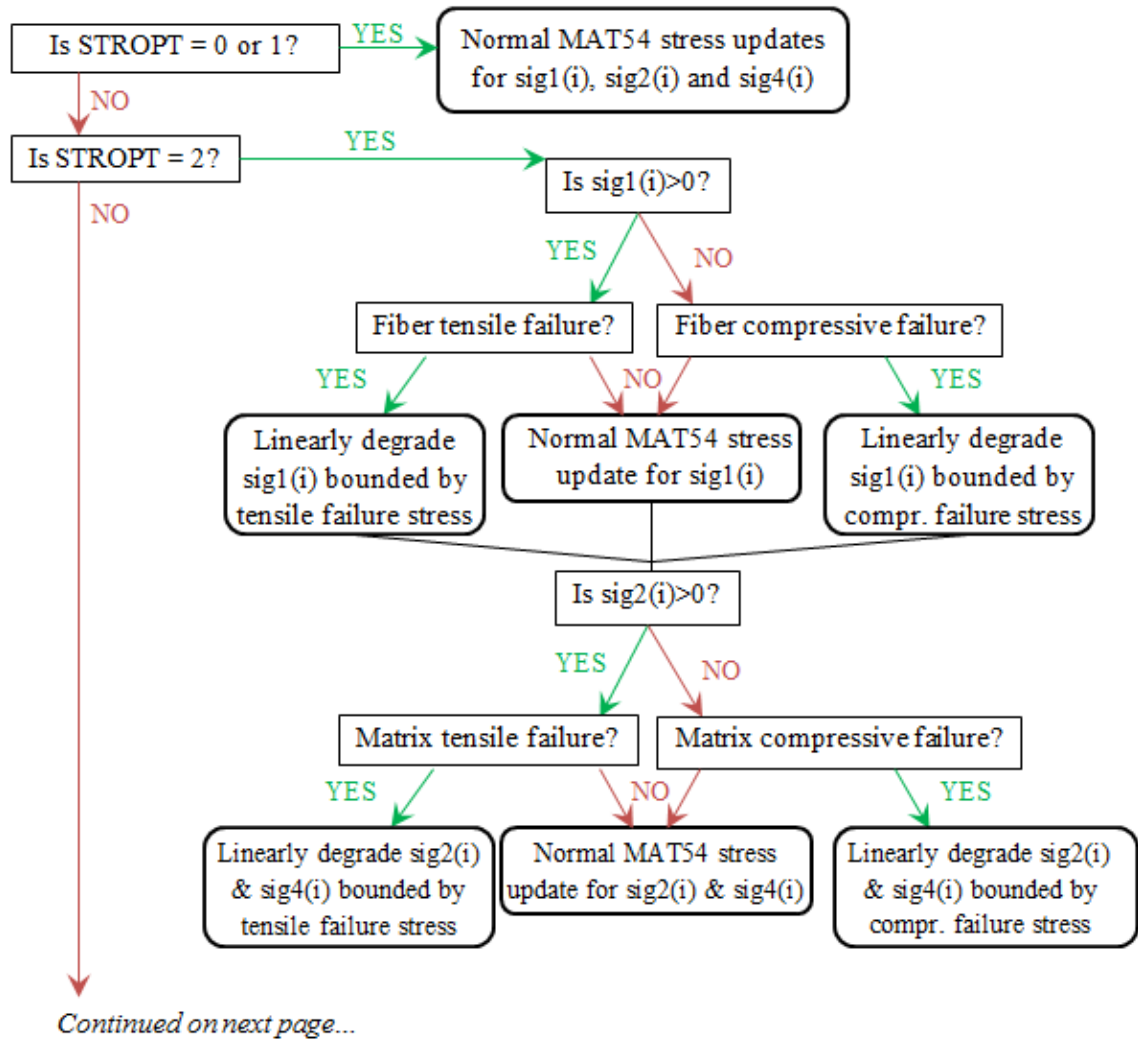 Is STROPT = 0 or 1?
YES
Normal MAT54 stress updates
for sig1(i), sig2(i) and sig4(i)
NO
Is STROPT = 2?
YES
Is sig1(i)>0?
NO
YES
NO
Fiber tensile failure?
Fiber compressive failure?
YES
NO
YES
Linearly degrade
sig1(i) bounded by
tensile failure stress
Normal MAT54 stress
update for sig1(i)
Linearly degrade
sig1(i) bounded by
compr. failure stress
Is sig2(i)>0?
YES
NO
Matrix tensile failure?
Matrix compressive failure?
YES
NO
YES
Linearly degrade sig2(i)
& sig4(i) bounded by
tensile failure stress
Normal MAT54 stress
update for sig2(i) & sig4(i)
Linearly degrade sig2(i)
& sig4(i) bounded by
compr. failure stress
Continued on next page...